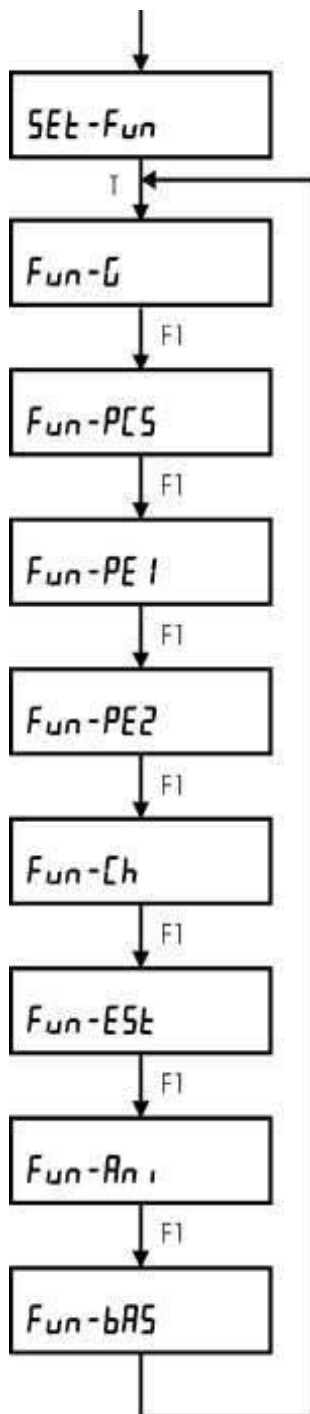 SEt-Fun
T
Fun-G
F1
Fun-PCS
F1
Fun-PE1
F1
Fun-PE2
F1
Fun-Ch
F1
Fun-ESt
F1
Fun-Ani
F1
Fun-bAS